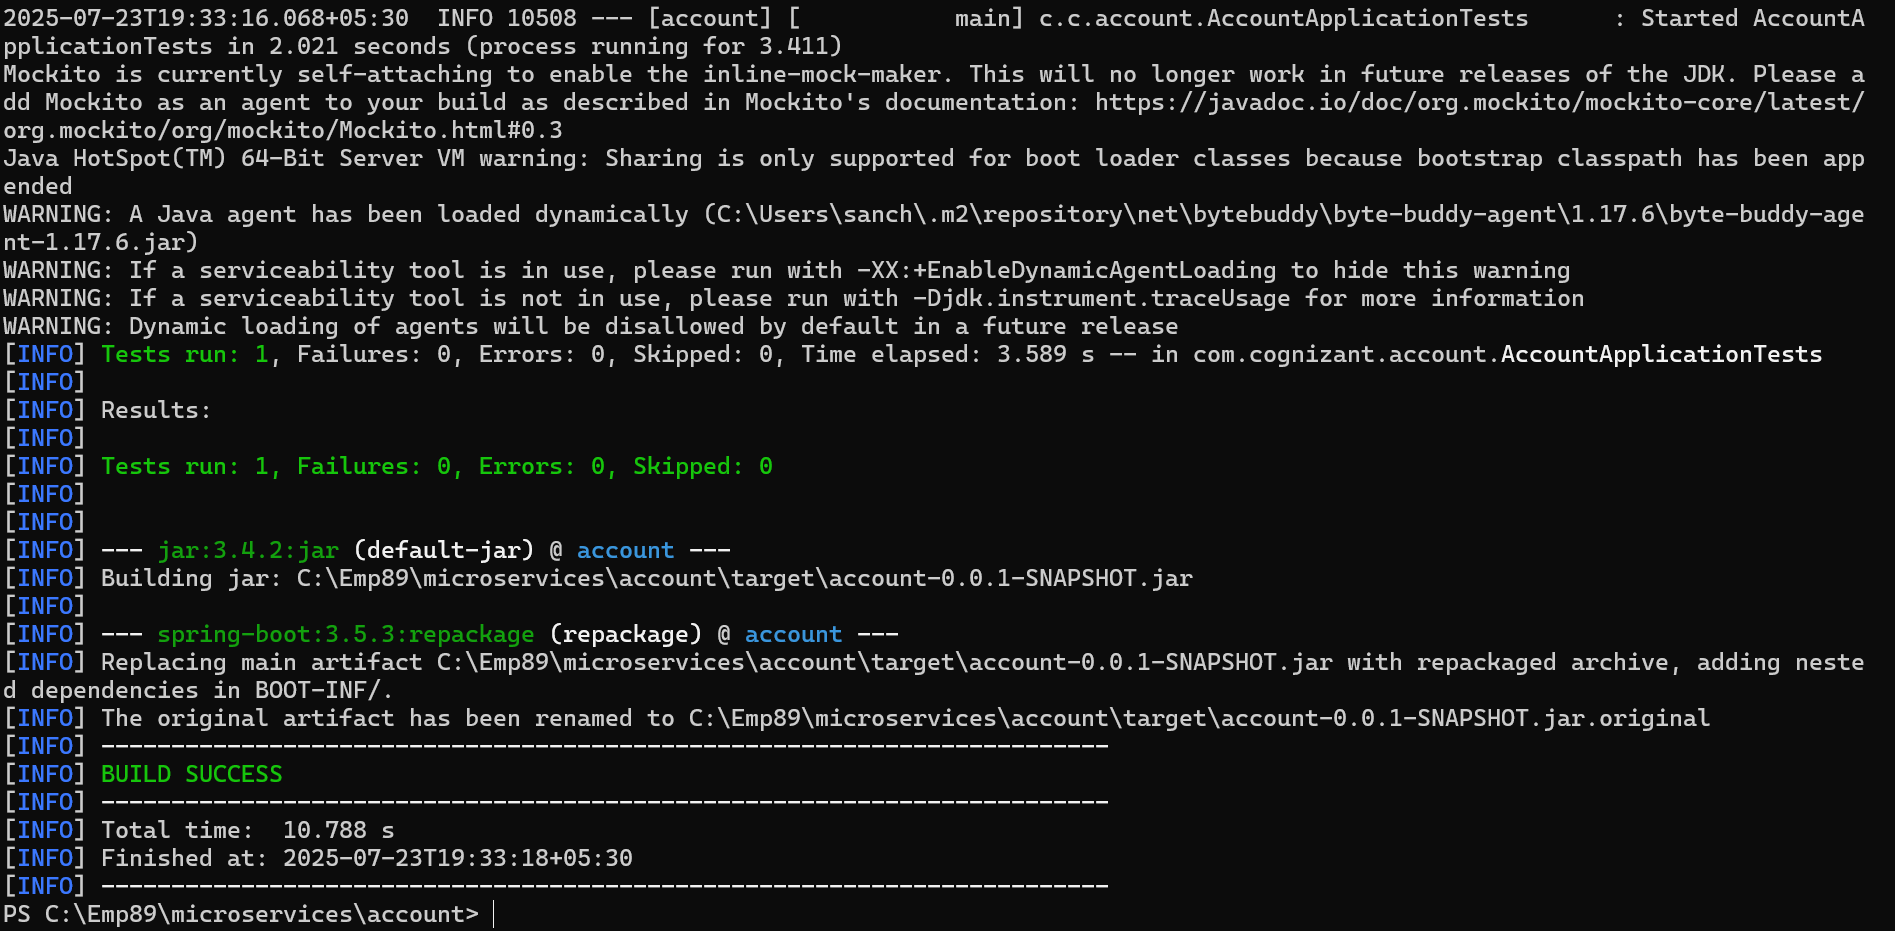 2025-07-23T19:33:16.068+05:30  INFO 10508 --- [account] [           main] c.c.account.AccountApplicationTests      : Started AccountA
pplicationTests in 2.021 seconds (process running for 3.411)
Mockito is currently self-attaching to enable the inline-mock-maker. This will no longer work in future releases of the JDK. Please a
dd Mockito as an agent to your build as described in Mockito's documentation: https://javadoc.io/doc/org.mockito/mockito-core/latest/
org.mockito/org/mockito/Mockito.html#0.3
Java HotSpot(TM) 64-Bit Server VM warning: Sharing is only supported for boot loader classes because bootstrap classpath has been app
ended
WARNING: A Java agent has been loaded dynamically (C:\Users\sanch\.m2\repository\net\bytebuddy\byte-buddy-agent\1.17.6\byte-buddy-age
nt-1.17.6.jar)
WARNING: If a serviceability tool is in use, please run with -XX:+EnableDynamicAgentLoading to hide this warning
WARNING: If a serviceability tool is not in use, please run with -Djdk.instrument.traceUsage for more information
WARNING: Dynamic loading of agents will be disallowed by default in a future release
[INFO] Tests run: 1, Failures: 0, Errors: 0, Skipped: 0, Time elapsed: 3.589 s -- in com.cognizant.account.AccountApplicationTests
[INFO]
[INFO] Results:
[INFO]
[INFO] Tests run: 1, Failures: 0, Errors: 0, Skipped: 0
[INFO]
[INFO]
[INFO] --- jar:3.4.2:jar (default-jar) @ account ---
[INFO] Building jar: C:\Emp89\microservices\account\target\account-0.0.1-SNAPSHOT.jar
[INFO]
[INFO] --- spring-boot:3.5.3:repackage (repackage) @ account ---
[INFO] Replacing main artifact C:\Emp89\microservices\account\target\account-0.0.1-SNAPSHOT.jar with repackaged archive, adding neste
d dependencies in BOOT-INF/.
[INFO] The original artifact has been renamed to C:\Emp89\microservices\account\target\account-0.0.1-SNAPSHOT.jar.original
[INFO] ------------------------------------------------------------------------
[INFO] BUILD SUCCESS
[INFO] ------------------------------------------------------------------------
[INFO] Total time:  10.788 s
[INFO] Finished at: 2025-07-23T19:33:18+05:30
[INFO] ------------------------------------------------------------------------
PS C:\Emp89\microservices\account>